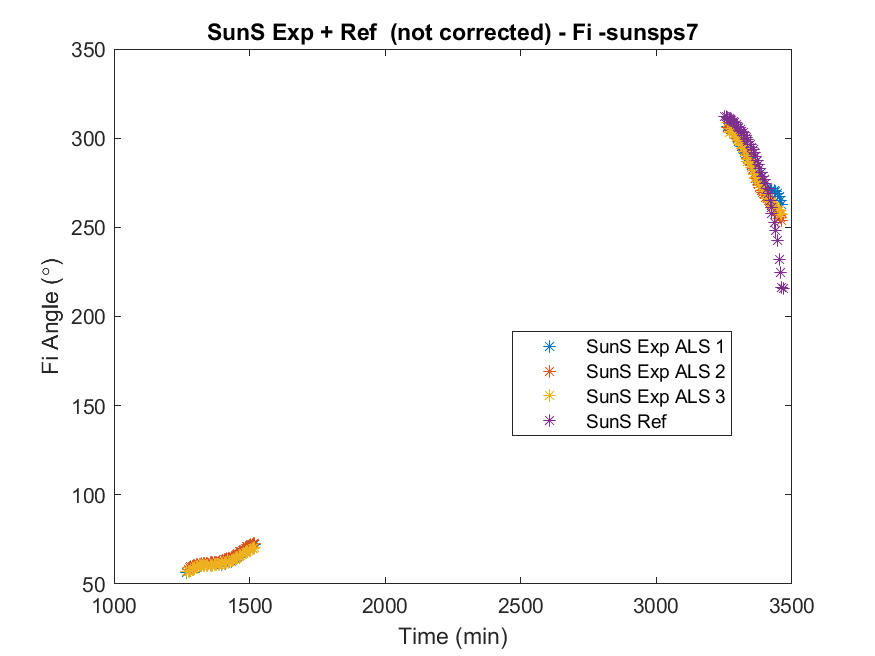 SunS Exp + Ref  (not corrected) - Fi -sunsps7
350
300
250
200
150
100
50
Fi Angle (°)
SunS Exp ALS 1
SunS Exp ALS 2
SunS Exp ALS 3
SunS Ref
1000 1500 2000 2500 3000 3500
Time (min)